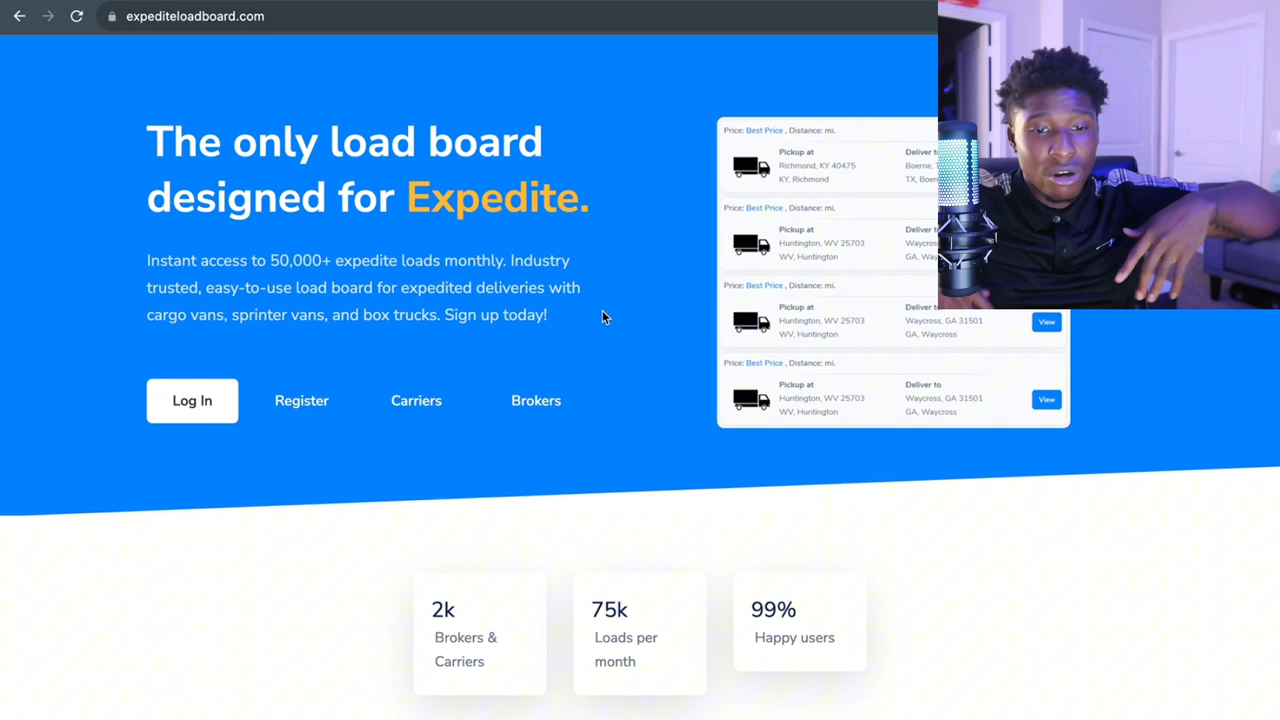 expediteloadboard.com
The only load board
designed for Expedite.
Instant access to 50,000+ expedite loads monthly. Industry
trusted, easy-to-use load board for expedited deliveries with
cargo vans, sprinter vans, and box trucks. Sign up today!
Log In Register Carriers Brokers
Price: Best Price , Distance: mi.
Pickup at
Richmond, KY 40475 Boerne,
KY, Richmond
Price: Best Price , Distance: mi.
Pickup at
Huntington, WV 25703
WV, Huntington
Price: Best Price , Distance: mi.
Pickup at
Huntington, WV 25703 Waycross, GA 31501
WV, Huntington GA, Waycross
View
Price: Best Price , Distance: mi.
Pickup at Deliver to
Huntington, WV 25703 Waycross, GA 31501
WV, Huntington GA, Waycross
View
2k
Brokers &
Carriers
75k
Loads per
month
99%
Happy users